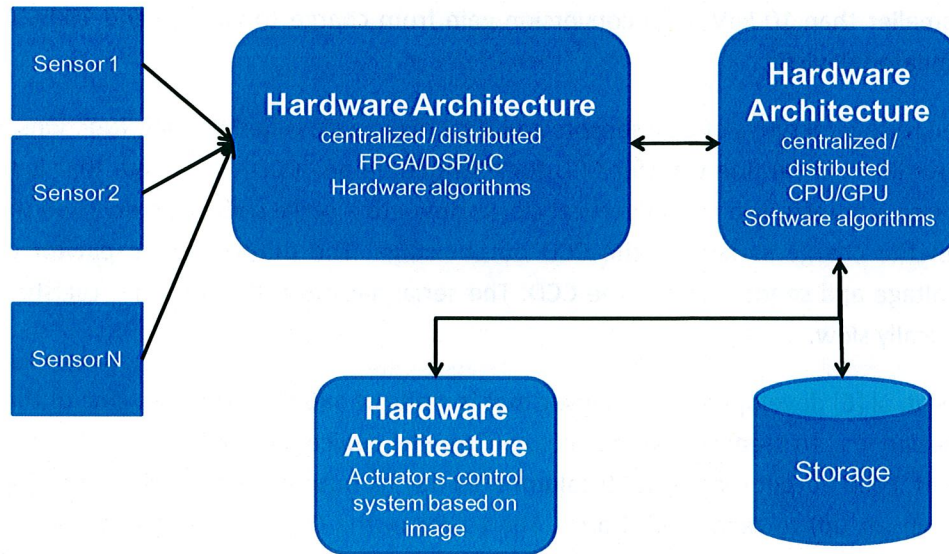 Sensor 1
Sensor 2
Sensor N
Hardware Architecture
centralized / distributed
FPGA/DSP/μC
Hardware algorithms
Hardware
Architecture
centralized /
distributed
CPU/GPU
Software algorithms
Hardware
Architecture
Actuators-control
system based on
image
Storage